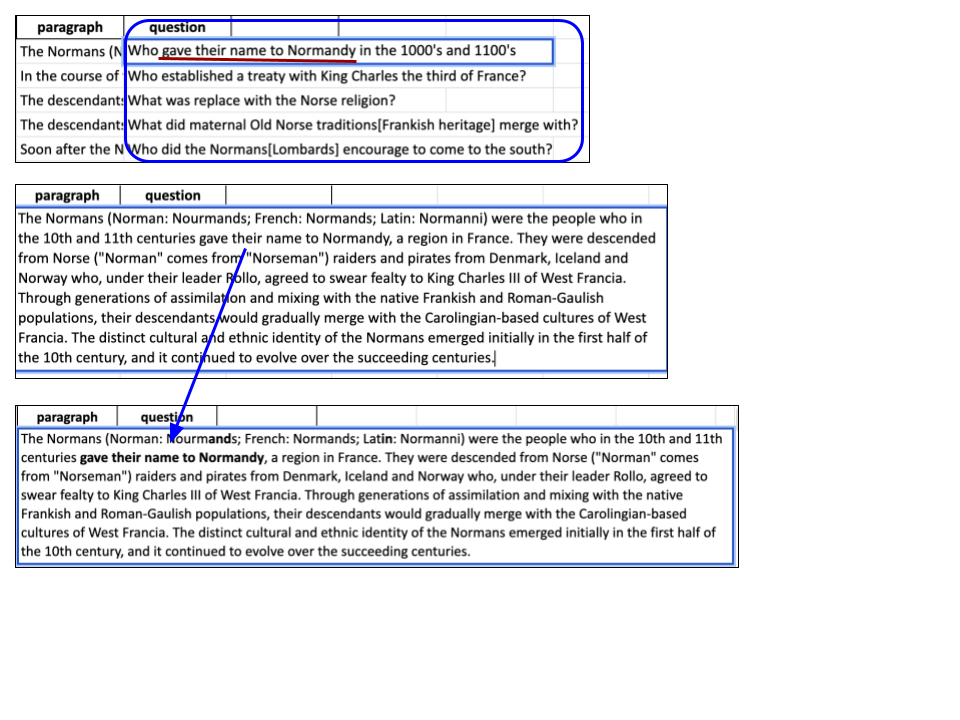 paragraph question
The Normans (N Who gave their name to Normandy in the 1000's and 1100's
In the course of Who established a treaty with King Charles the third of France?
The descendants What was replace with the Norse religion?
The descendants What did maternal Old Norse traditions[Frankish heritage] merge with?
Soon after the N Who did the Normans[Lombards] encourage to come to the south?
paragraph question
The Normans (Norman: Nourmands; French: Normands; Latin: Normanni) were the people who in
the 10th and 11th centuries gave their name to Normandy, a region in France. They were descended
from Norse ("Norman" comes from "Norseman") raiders and pirates from Denmark, Iceland and
Norway who, under their leader Rollo, agreed to swear fealty to King Charles III of West Francia.
Through generations of assimilation and mixing with the native Frankish and Roman-Gaulish
populations, their descendants would gradually merge with the Carolingian-based cultures of West
Francia. The distinct cultural and ethnic identity of the Normans emerged initially in the first half of
the 10th century, and it continued to evolve over the succeeding centuries.
paragraph question
The Normans (Norman: Nourmands; French: Normands; Latin: Normanni) were the people who in the 10th and 11th
centuries gave their name to Normandy, a region in France. They were descended from Norse ("Norman" comes
from "Norseman") raiders and pirates from Denmark, Iceland and Norway who, under their leader Rollo, agreed to
swear fealty to King Charles III of West Francia. Through generations of assimilation and mixing with the native
Frankish and Roman-Gaulish populations, their descendants would gradually merge with the Carolingian-based
cultures of West Francia. The distinct cultural and ethnic identity of the Normans emerged initially in the first half of
the 10th century, and it continued to evolve over the succeeding centuries.